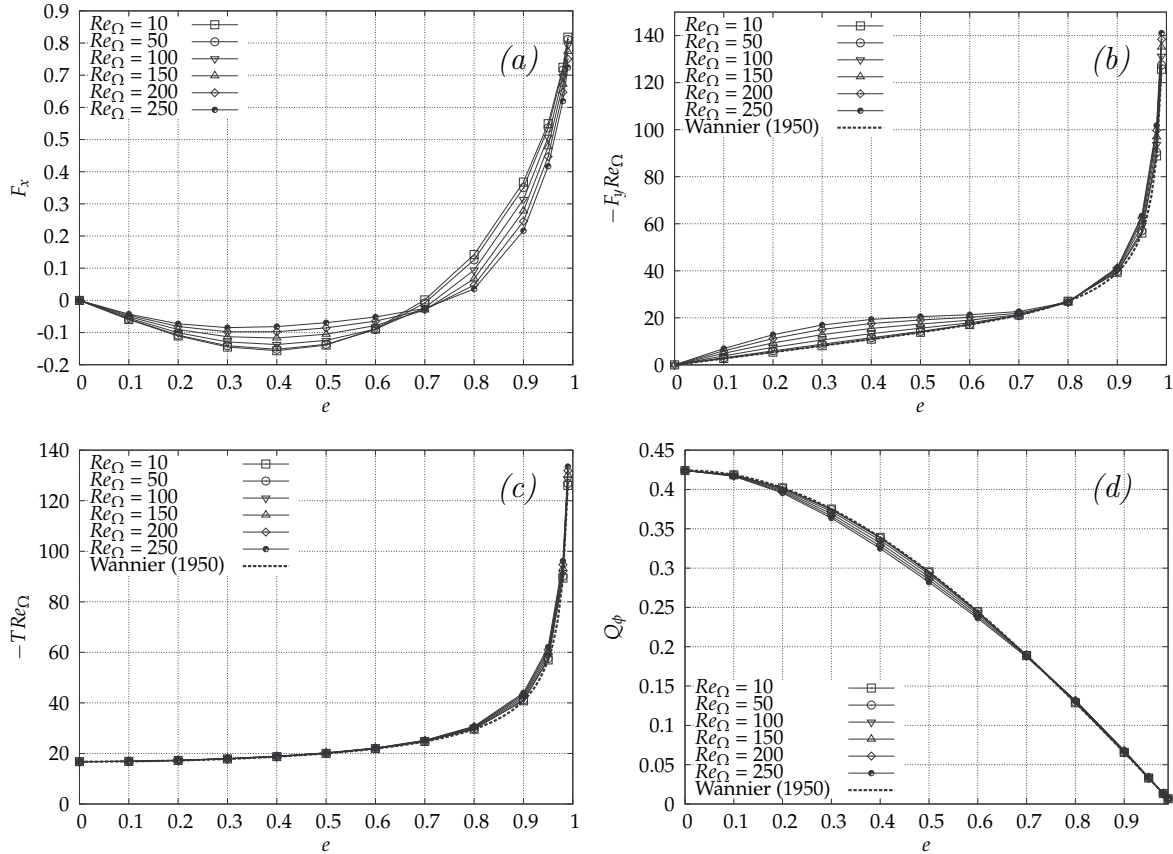 (a)
Re_Ω = 10
Re_Ω = 50
Re_Ω = 100
Re_Ω = 150
Re_Ω = 200
Re_Ω = 250
F_x
0.9
0.8
0.7
0.6
0.5
0.4
0.3
0.2
0.1
0
-0.1
-0.2
0 0.1 0.2 0.3 0.4 0.5 0.6 0.7 0.8 0.9 1
e
(b)
Re_Ω = 10
Re_Ω = 50
Re_Ω = 100
Re_Ω = 150
Re_Ω = 200
Re_Ω = 250
Wannier (1950)
−F_yRe_Ω
140
120
100
80
60
40
20
0
0 0.1 0.2 0.3 0.4 0.5 0.6 0.7 0.8 0.9 1
e
(c)
Re_Ω = 10
Re_Ω = 50
Re_Ω = 100
Re_Ω = 150
Re_Ω = 200
Re_Ω = 250
Wannier (1950)
−TRe_Ω
140
120
100
80
60
40
20
0
0 0.1 0.2 0.3 0.4 0.5 0.6 0.7 0.8 0.9 1
e
(d)
Q_ϕ
0.45
0.4
0.35
0.3
0.25
0.2
0.15
0.1
0.05
0
Re_Ω = 10
Re_Ω = 50
Re_Ω = 100
Re_Ω = 150
Re_Ω = 200
Re_Ω = 250
Wannier (1950)
0 0.1 0.2 0.3 0.4 0.5 0.6 0.7 0.8 0.9
e